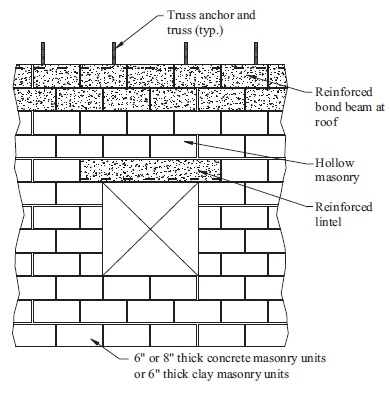 Truss anchor and
truss (typ.)
Reinforced
bond beam at
roof
Hollow
masonry
Reinforced
lintel
6" or 8" thick concrete masonry units
or 6" thick clay masonry units